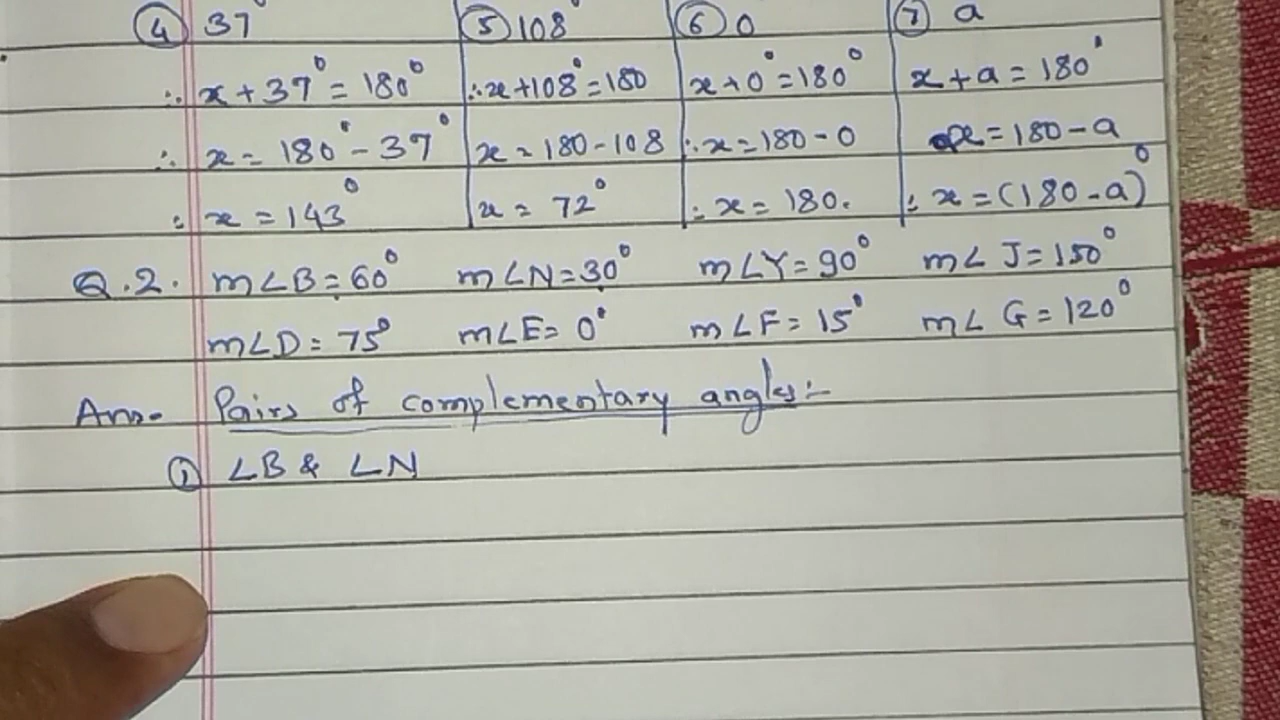 ④ 37° ⑤ 108° ⑥ 0 ⑦ a
∴ x + 37° = 180° ∴ x + 108° = 180 x + 0° = 180° x + a = 180°
∴ x = 180° - 37° x = 180 - 108 ∴ x = 180 - 0 x = 180 - a
∴ x = 143° x = 72° ∴ x = 180. ∴ x = (180 - a)°
Q.2. m∠B = 60° m∠N = 30° m∠Y = 90° m∠ J = 150°
m∠D = 75° m∠E = 0° m∠F = 15° m∠ G = 120°
Ans- Pairs of complementary angles :-
① ∠B & ∠N